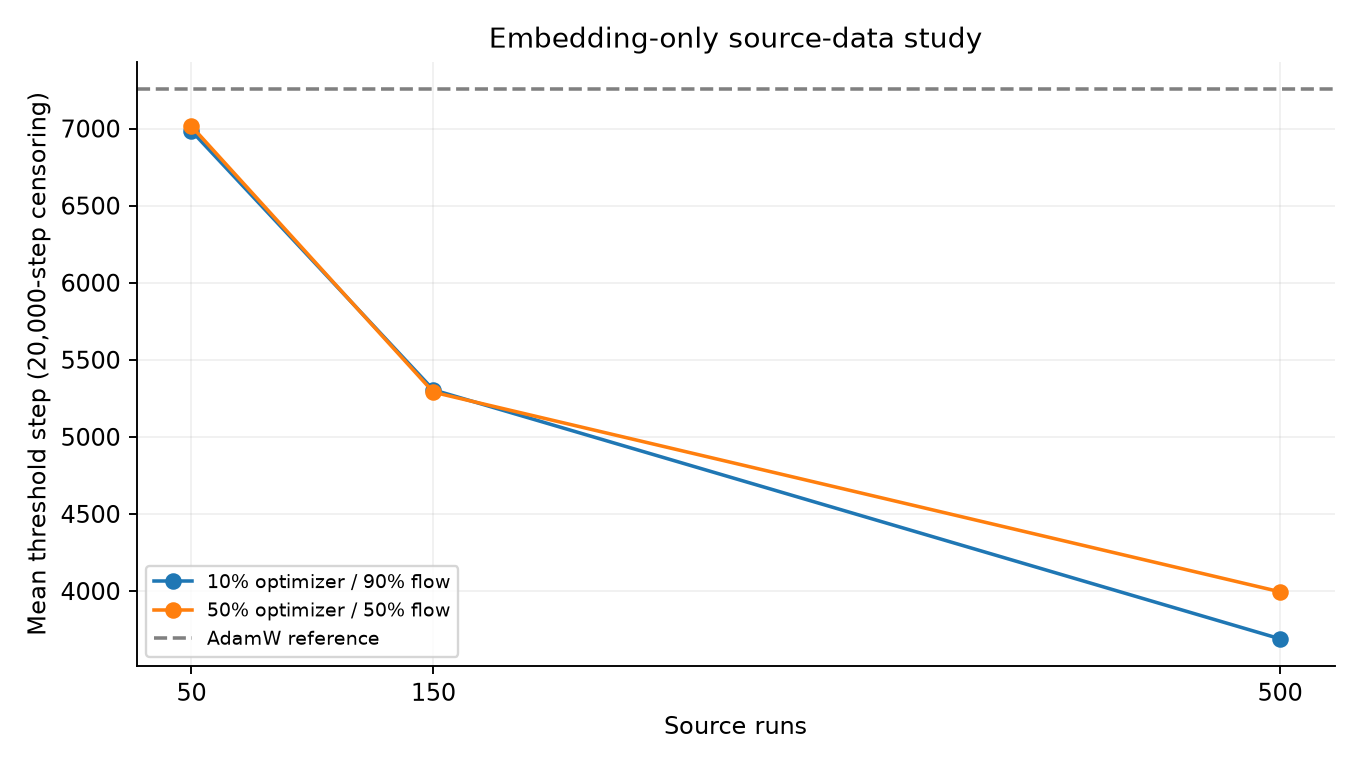 Embedding-only source-data study
Mean threshold step (20,000-step censoring)
7000
6500
6000
5500
5000
4500
4000
10% optimizer / 90% flow
50% optimizer / 50% flow
AdamW reference
50
150
500
Source runs